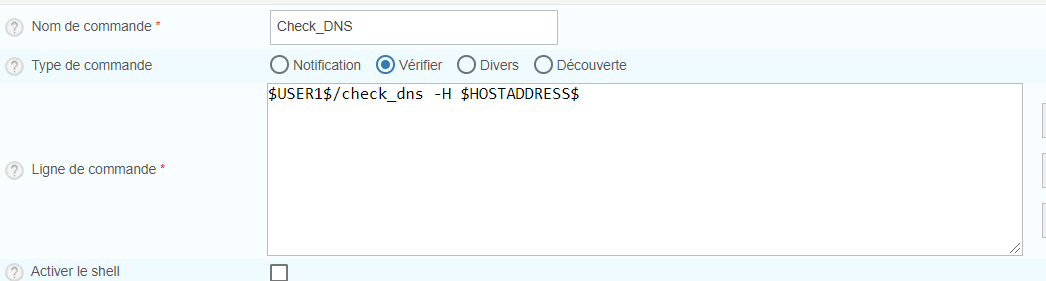 Nom de commande *
Check_DNS
Type de commande
Notification Vérifier Divers Découverte
$USER1$/check_dns -H $HOSTADDRESS$
Ligne de commande *
Activer le shell